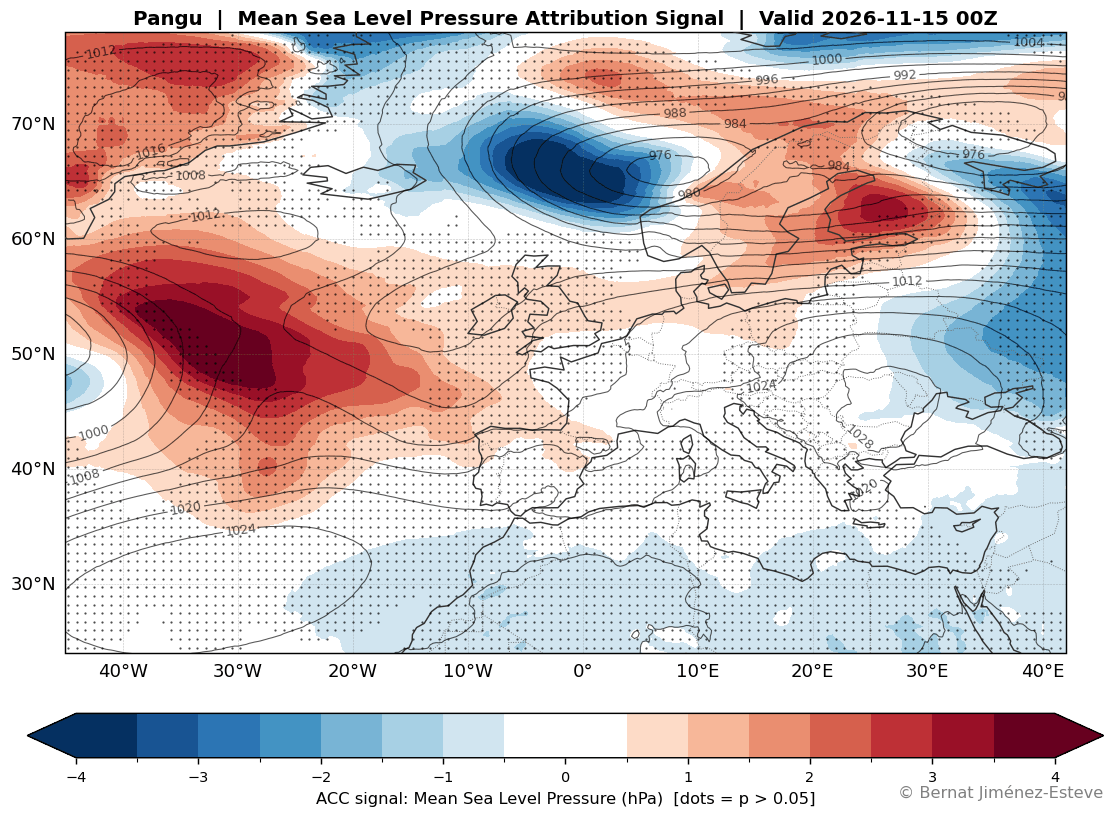 Pangu | Mean Sea Level Pressure Attribution Signal | Valid 2026-11-15 00Z
1012
1004
1000
996
992
988
984
70°N
1016
976
976
984
1008
980
1012
60°N
1012
50°N
1024
1000
1028
40°N
1008
1020
1020
1024
30°N
40°W 30°W 20°W 10°W 0° 10°E 20°E 30°E 40°E
−4 −3 −2 −1 0 1 2 3 4
ACC signal: Mean Sea Level Pressure (hPa) [dots = p > 0.05]
© Bernat Jiménez-Esteve